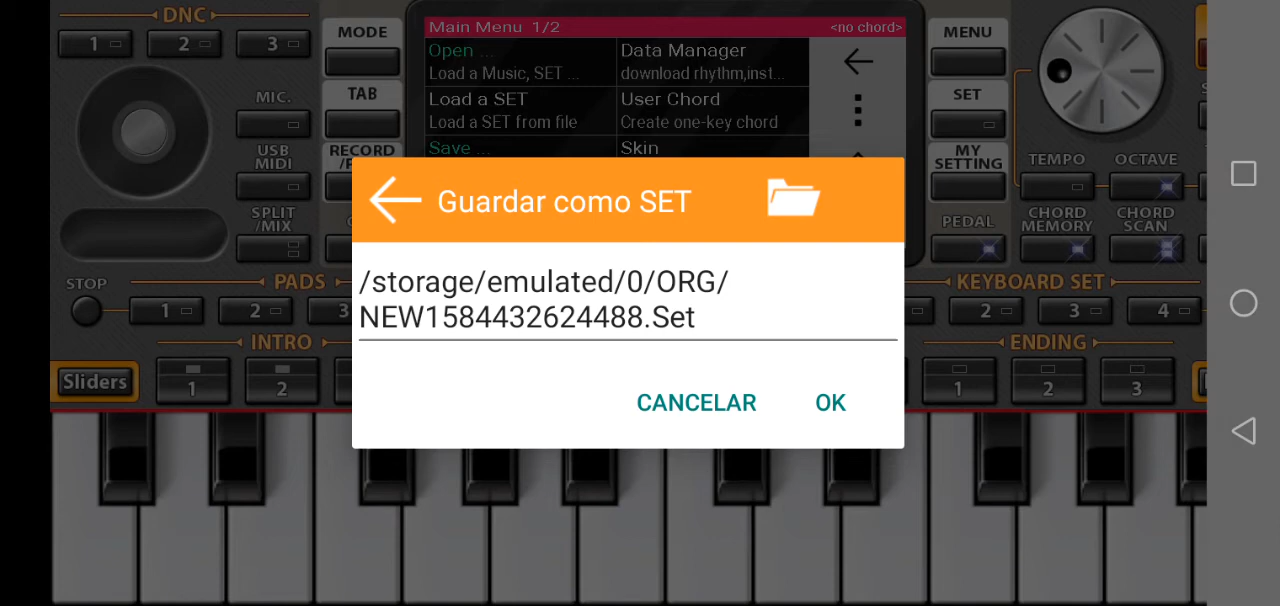 DNC
1
2
3
MODE
TAB
RECORD
MIC.
USB
MIDI
SPLIT
/MIX
Main Menu 1/2
<no chord>
Open ...
Load a Music, SET ...
Data Manager
download rhythm,inst...
Load a SET
Load a SET from file
User Chord
Create one-key chord
Save ...
Skin
MENU
SET
MY
SETTING
PEDAL
TEMPO
OCTAVE
CHORD
MEMORY
CHORD
SCAN
Guardar como SET
/storage/emulated/0/ORG/
NEW1584432624488.Set
CANCELAR
OK
STOP
PADS
1
2
3
KEYBOARD SET
2
3
4
INTRO
ENDING
Sliders
1
2
1
2
3